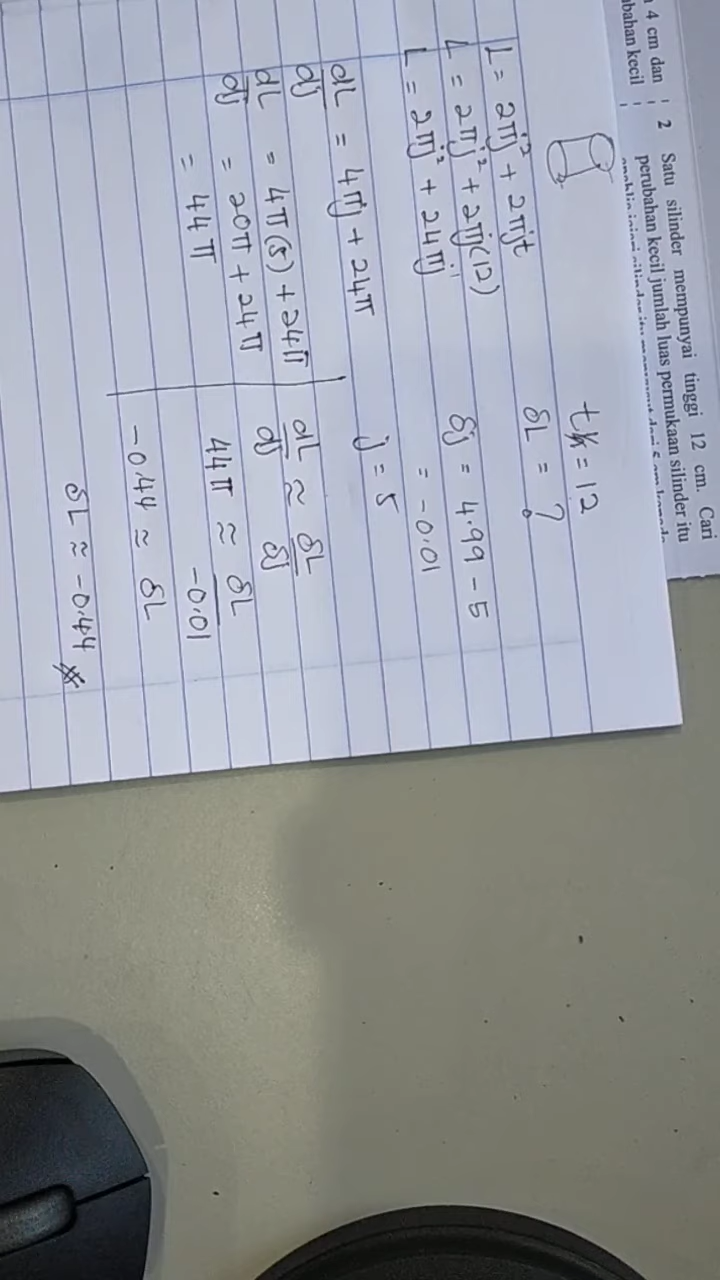 4 cm dan
bahan kecil
2 Satu silinder mempunyai tinggi 12 cm. Cari
perubahan kecil jumlah luas permukaan silinder itu
t = 12
δL = ?
L = 2πj² + 2πjt
L = 2πj² + 2πj(12)
L = 2πj² + 24πj
δj = 4.99 - 5
= -0.01
j = 5
dL/dj = 4πj + 24π
dL/dj = 4π(5) + 24π
= 20π + 24π
= 44π
dL/dj ≈ δL/δj
44π ≈ δL/-0.01
-0.44 ≈ δL
δL ≈ -0.44